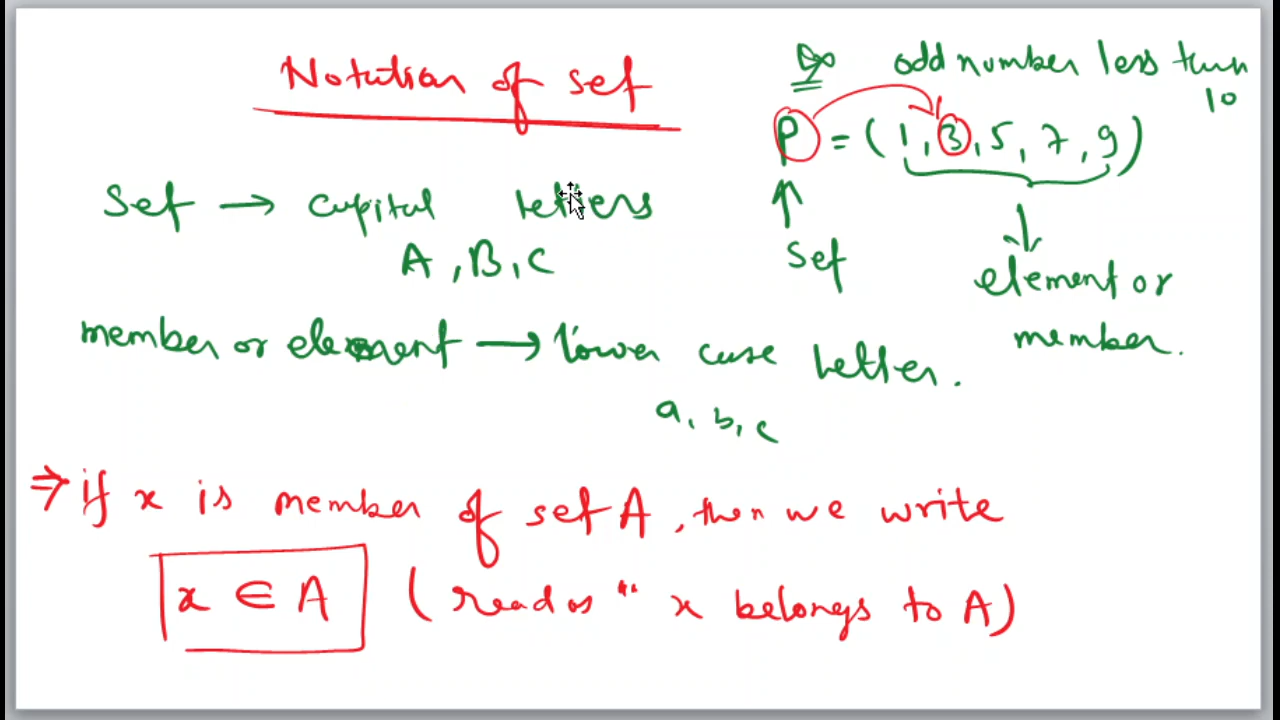 Notation of set
Set → capital letters
A, B, C
member or element → lower case letter.
a, b, c
odd number less than
10
P = (1, 3, 5, 7, 9)
Set
element or
member.
⇒ if x is member of set A, then we write
x ∈ A (read as " x belongs to A)